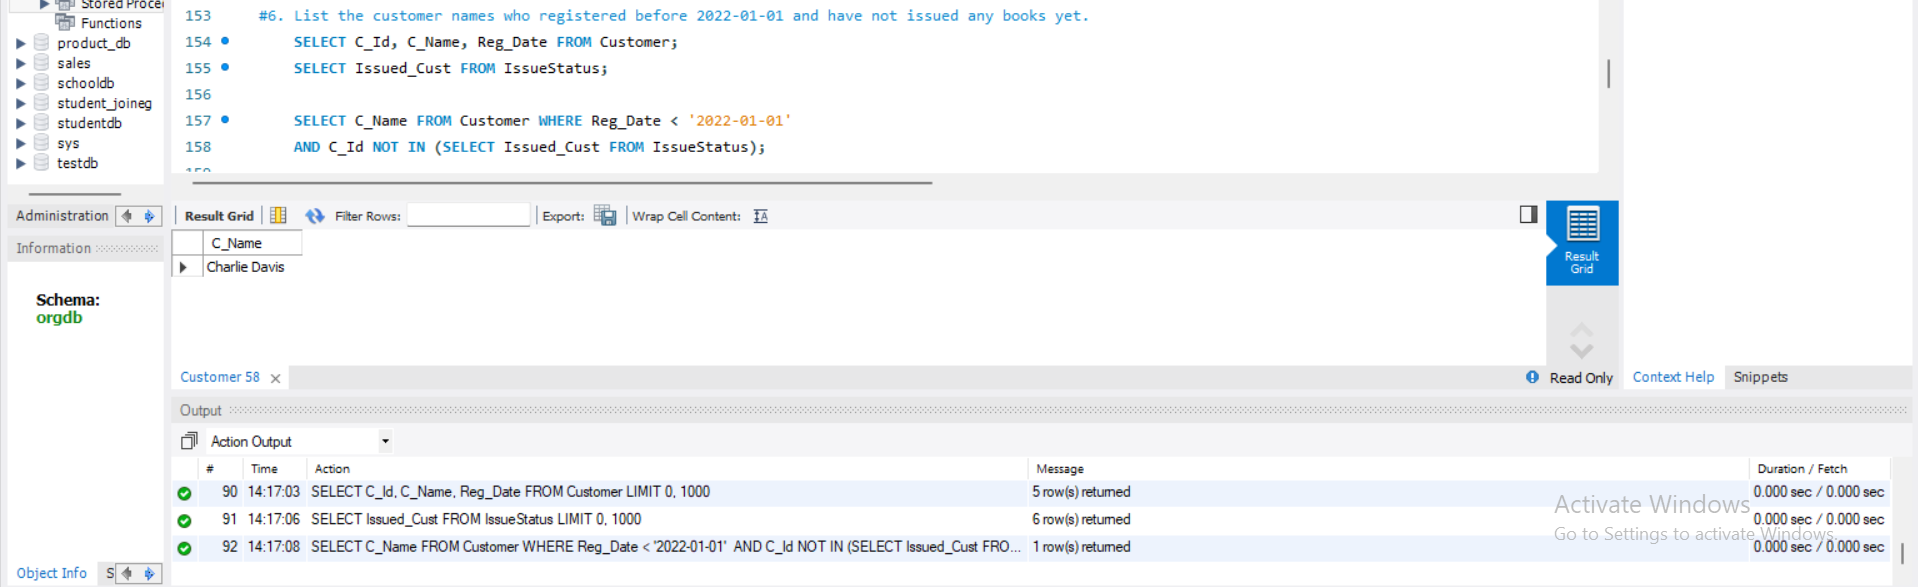 Stored Proce
Functions
product_db
sales
schooldb
student_joineg
studentdb
sys
testdb
Administration
Information
Schema:
orgdb
Object Info S
153 #6. List the customer names who registered before 2022-01-01 and have not issued any books yet.
154 SELECT C_Id, C_Name, Reg_Date FROM Customer;
155 SELECT Issued_Cust FROM IssueStatus;
156
157 SELECT C_Name FROM Customer WHERE Reg_Date < '2022-01-01'
158 AND C_Id NOT IN (SELECT Issued_Cust FROM IssueStatus);
159
Result Grid Filter Rows: Export: Wrap Cell Content:
C_Name
Charlie Davis
Result
Grid
Customer 58
Read Only
Context Help Snippets
Output
Action Output
# Time Action Message Duration / Fetch
90 14:17:03 SELECT C_Id, C_Name, Reg_Date FROM Customer LIMIT 0, 1000 5 row(s) returned 0.000 sec / 0.000 sec
91 14:17:06 SELECT Issued_Cust FROM IssueStatus LIMIT 0, 1000 6 row(s) returned 0.000 sec / 0.000 sec
92 14:17:08 SELECT C_Name FROM Customer WHERE Reg_Date < '2022-01-01' AND C_Id NOT IN (SELECT Issued_Cust FRO... 1 row(s) returned 0.000 sec / 0.000 sec
Activate Windows
Go to Settings to activate Windows.